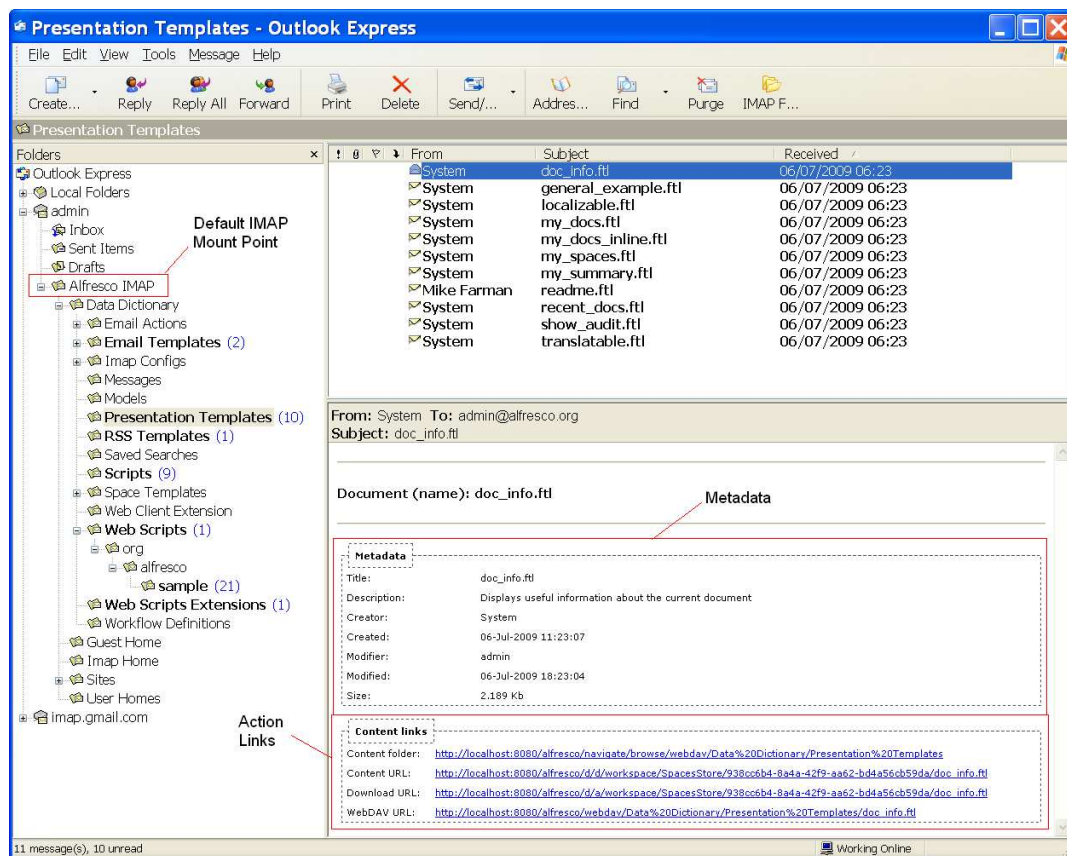 Presentation Templates - Outlook Express
File Edit View Tools Message Help
Create... Reply Reply All Forward Print Delete Send/... Addres... Find Purge IMAP F...
Presentation Templates
Folders x
Outlook Express
Local Folders
admin
Inbox
Sent Items
Drafts
Alfresco IMAP
Data Dictionary
Email Actions
Email Templates (2)
Imap Configs
Messages
Models
Presentation Templates (10)
RSS Templates (1)
Saved Searches
Scripts (9)
Space Templates
Web Client Extension
Web Scripts (1)
org
alfresco
sample (21)
Web Scripts Extensions (1)
Workflow Definitions
Guest Home
Imap Home
Sites
User Homes
imap.gmail.com
Default IMAP
Mount Point
Action
Links
! From Subject Received
System doc_info.ftl 06/07/2009 06:23
System general_example.ftl 06/07/2009 06:23
System localizable.ftl 06/07/2009 06:23
System my_docs.ftl 06/07/2009 06:23
System my_docs_inline.ftl 06/07/2009 06:23
System my_spaces.ftl 06/07/2009 06:23
System my_summary.ftl 06/07/2009 06:23
Mike Farman readme.ftl 06/07/2009 06:23
System recent_docs.ftl 06/07/2009 06:23
System show_audit.ftl 06/07/2009 06:23
System translatable.ftl 06/07/2009 06:23
From: System To: admin@alfresco.org
Subject: doc_info.ftl
Document (name): doc_info.ftl
Metadata
Metadata
Title: doc_info.ftl
Description: Displays useful information about the current document
Creator: System
Created: 06-Jul-2009 11:23:07
Modifier: admin
Modified: 06-Jul-2009 18:23:04
Size: 2.189 Kb
Content links
Content folder: http://localhost:8080/alfresco/navigate/browse/webdav/Data%20Dictionary/Presentation%20Templates
Content URL: http://localhost:8080/alfresco/d/d/workspace/SpacesStore/938cc6b4-8a4a-42f9-aa62-bd4a56cb59da/doc_info.ftl
Download URL: http://localhost:8080/alfresco/d/a/workspace/SpacesStore/938cc6b4-8a4a-42f9-aa62-bd4a56cb59da/doc_info.ftl
WebDAV URL: http://localhost:8080/alfresco/webdav/Data%20Dictionary/Presentation%20Templates/doc_info.ftl
11 message(s), 10 unread
Working Online